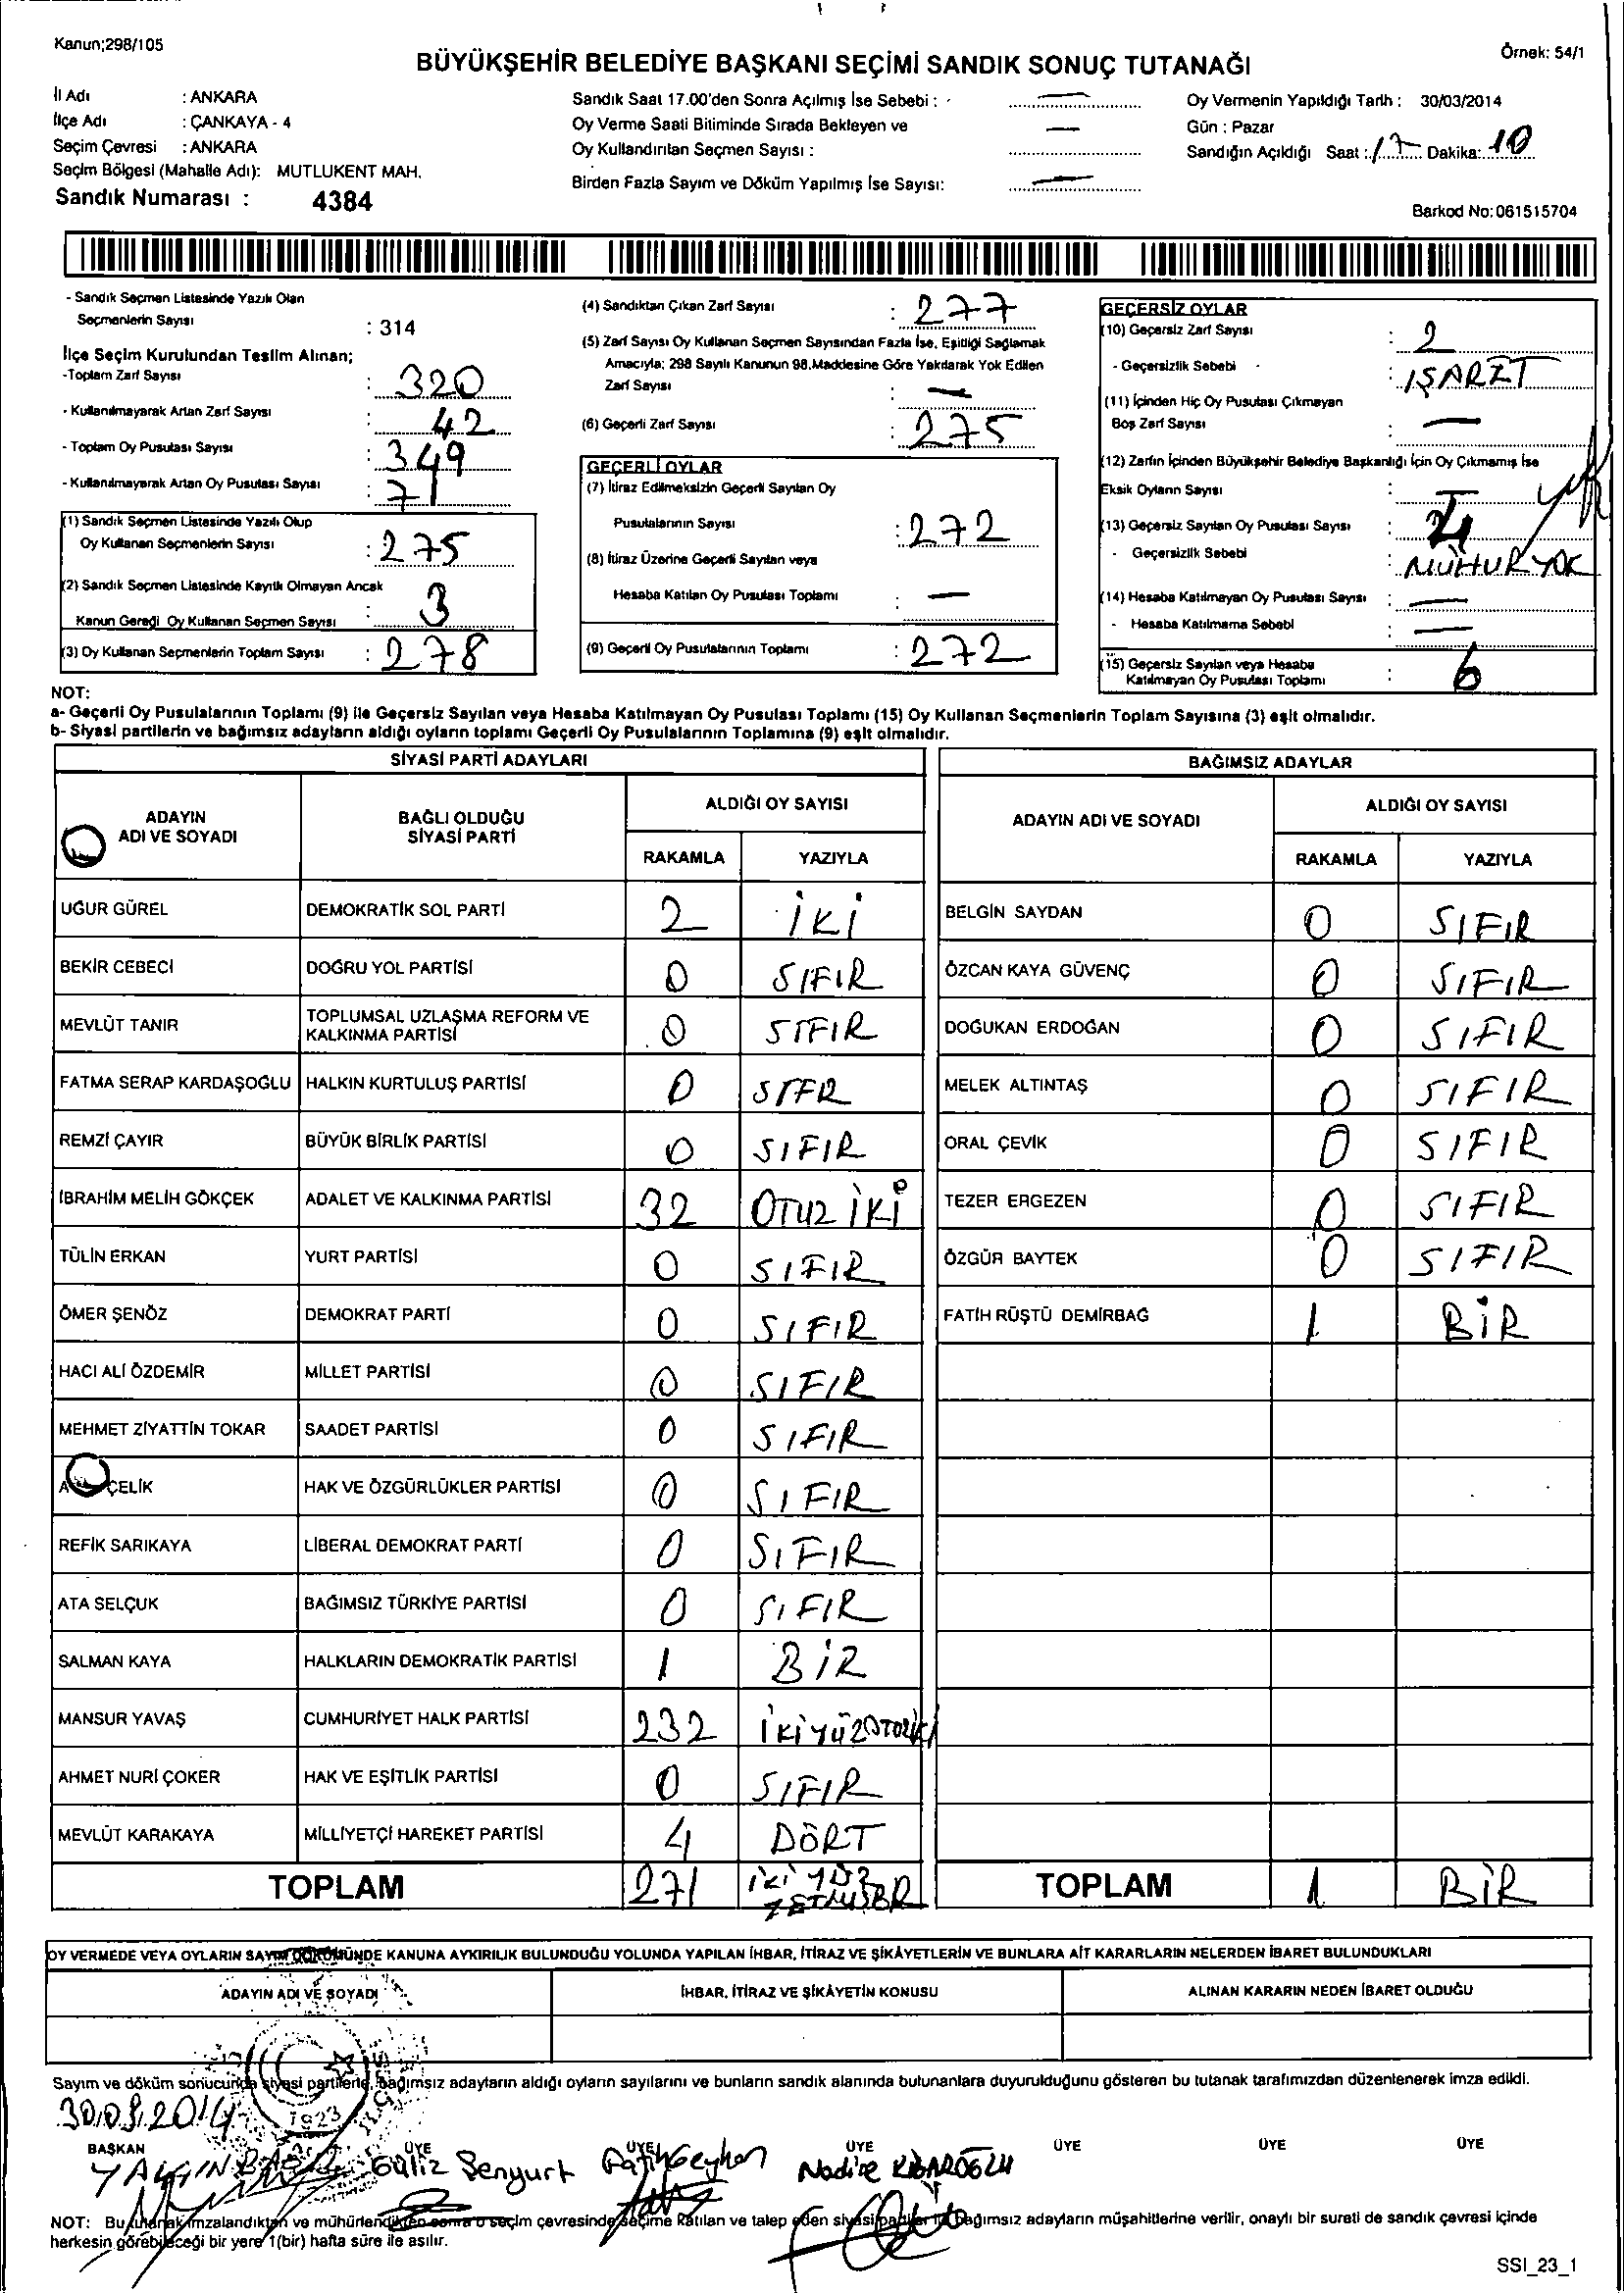 Kanun;298/105
Örnek: 54/1
BÜYÜKŞEHİR BELEDİYE BAŞKANI SEÇİMİ SANDIK SONUÇ TUTANAĞI
İl Adı : ANKARA
İlçe Adı : ÇANKAYA - 4
Seçim Çevresi : ANKARA
Seçim Bölgesi (Mahalle Adı): MUTLUKENT MAH.
Sandık Numarası : 4384
Sandık Saat 17.00'den Sonra Açılmış İse Sebebi : —
Oy Verme Saati Bitiminde Sırada Bekleyen ve
Oy Kullandırılan Seçmen Sayısı : —
Birden Fazla Sayım ve Döküm Yapılmış İse Sayısı: —
Oy Vermenin Yapıldığı Tarih : 30/03/2014
Gün : Pazar
Sandığın Açıldığı Saat : 17 Dakika: 10
Barkod No:061515704
- Sandık Seçmen Listesinde Yazılı Olan
Seçmenlerin Sayısı : 314
İlçe Seçim Kurulundan Teslim Alınan;
-Toplam Zarf Sayısı : 320
- Kullanılmayarak Artan Zarf Sayısı : 42
- Toplam Oy Pusulası Sayısı : 349
- Kullanılmayarak Artan Oy Pusulası Sayısı : 71
(1) Sandık Seçmen Listesinde Yazılı Olup
Oy Kullanan Seçmenlerin Sayısı : 275
(2) Sandık Seçmen Listesinde Kayıtlı Olmayan Ancak
Kanun Gereği Oy Kullanan Seçmen Sayısı : 3
(3) Oy Kullanan Seçmenlerin Toplam Sayısı : 278
(4) Sandıktan Çıkan Zarf Sayısı : 277
(5) Zarf Sayısı Oy Kullanan Seçmen Sayısından Fazla İse, Eşitliği Sağlamak
Amacıyla; 298 Sayılı Kanunun 98.Maddesine Göre Yakılarak Yok Edilen
Zarf Sayısı : —
(6) Geçerli Zarf Sayısı : 275
GEÇERLİ OYLAR
(7) İtiraz Edilmeksizin Geçerli Sayılan Oy
Pusulalarının Sayısı : 272
(8) İtiraz Üzerine Geçerli Sayılan veya
Hesaba Katılan Oy Pusulası Toplamı : —
(9) Geçerli Oy Pusulalarının Toplamı : 272
GEÇERSİZ OYLAR
(10) Geçersiz Zarf Sayısı : 2
- Geçersizlik Sebebi : İŞARET
(11) İçinden Hiç Oy Pusulası Çıkmayan
Boş Zarf Sayısı : —
(12) Zarfın İçinden Büyükşehir Belediye Başkanlığı İçin Oy Çıkmamış İse
Eksik Oyların Sayısı :
(13) Geçersiz Sayılan Oy Pusulası Sayısı : 4
- Geçersizlik Sebebi : MÜHUR YOK
(14) Hesaba Katılmayan Oy Pusulası Sayısı : —
- Hesaba Katılmama Sebebi : —
(15) Geçersiz Sayılan veya Hesaba
Katılmayan Oy Pusulası Toplamı : 6
NOT:
a- Geçerli Oy Pusulalarının Toplamı (9) ile Geçersiz Sayılan veya Hesaba Katılmayan Oy Pusulası Toplamı (15) Oy Kullanan Seçmenlerin Toplam Sayısına (3) eşit olmalıdır.
b- Siyasi partilerin ve bağımsız adayların aldığı oyların toplamı Geçerli Oy Pusulalarının Toplamına (9) eşit olmalıdır.
SİYASİ PARTİ ADAYLARI
ADAYIN ADI VE SOYADI BAĞLI OLDUĞU SİYASİ PARTİ ALDIĞI OY SAYISI
RAKAMLA YAZIYLA
UĞUR GÜREL DEMOKRATİK SOL PARTİ 2 İKİ
BEKİR CEBECİ DOĞRU YOL PARTİSİ 0 SIFIR
MEVLÜT TANIR TOPLUMSAL UZLAŞMA REFORM VE KALKINMA PARTİSİ 0 SIFIR
FATMA SERAP KARDAŞOĞLU HALKIN KURTULUŞ PARTİSİ 0 SIFR
REMZİ ÇAYIR BÜYÜK BİRLİK PARTİSİ 0 SIFIR
İBRAHİM MELİH GÖKÇEK ADALET VE KALKINMA PARTİSİ 32 OTUZ İKİ
TÜLİN ERKAN YURT PARTİSİ 0 SIFIR
ÖMER ŞENÖZ DEMOKRAT PARTİ 0 SIFIR
HACI ALİ ÖZDEMİR MİLLET PARTİSİ 0 SIFIR
MEHMET ZİYATTİN TOKAR SAADET PARTİSİ 0 SIFIR
ÇELİK HAK VE ÖZGÜRLÜKLER PARTİSİ 0 SIFIR
REFİK SARIKAYA LİBERAL DEMOKRAT PARTİ 0 SIFIR
ATA SELÇUK BAĞIMSIZ TÜRKİYE PARTİSİ 0 SIFIR
SALMAN KAYA HALKLARIN DEMOKRATİK PARTİSİ 1 BİR
MANSUR YAVAŞ CUMHURİYET HALK PARTİSİ 232 İKİYÜZOTUZİKİ
AHMET NURİ ÇOKER HAK VE EŞİTLİK PARTİSİ 0 SIFIR
MEVLÜT KARAKAYA MİLLİYETÇİ HAREKET PARTİSİ 4 DÖRT
TOPLAM 271 İKİ YÜZ YETMİŞBİR
BAĞIMSIZ ADAYLAR
ADAYIN ADI VE SOYADI ALDIĞI OY SAYISI
RAKAMLA YAZIYLA
BELGİN SAYDAN 0 SIFIR
ÖZCAN KAYA GÜVENÇ 0 SIFIR
DOĞUKAN ERDOĞAN 0 SIFIR
MELEK ALTINTAŞ 0 SIFIR
ORAL ÇEVİK 0 SIFIR
TEZER ERGEZEN 0 SIFIR
ÖZGÜR BAYTEK 0 SIFIR
FATİH RÜŞTÜ DEMİRBAĞ 1 BİR
TOPLAM 1 BİR
OY VERMEDE VEYA OYLARIN SAYIM DÖKÜMÜNDE KANUNA AYKIRILIK BULUNDUĞU YOLUNDA YAPILAN İHBAR, İTİRAZ VE ŞİKÂYETLERİN VE BUNLARA AİT KARARLARIN NELERDEN İBARET BULUNDUKLARI
ADAYIN ADI VE SOYADI İHBAR, İTİRAZ VE ŞİKÂYETİN KONUSU ALINAN KARARIN NEDEN İBARET OLDUĞU
Sayım ve döküm sonucunda siyasi partilerle, bağımsız adayların aldığı oyların sayılarını ve bunların sandık alanında bulunanlara duyurulduğunu gösteren bu tutanak tarafımızdan düzenlenerek imza edildi.
30.03.2014
1923
BAŞKAN ÜYE ÜYE ÜYE ÜYE ÜYE ÜYE
YALÇIN Güliz Şenyurt Fatih Ceyhan Nadire KİBAROĞLU
NOT: Bu tutanak imzalandıktan ve mühürlendikten sonra o seçim çevresinde seçime katılan ve talep eden siyasi partiler ile bağımsız adayların müşahitlerine verilir, onaylı bir sureti de sandık çevresi içinde
herkesin görebileceği bir yere 1(bir) hafta süre ile asılır.
SSI_23_1